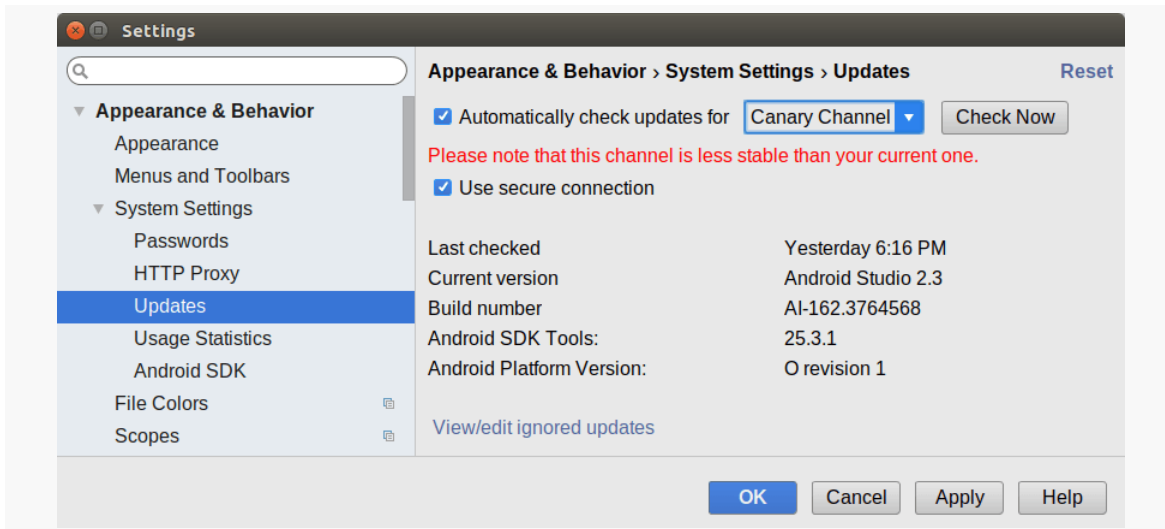 Settings
Appearance & Behavior
Appearance
Menus and Toolbars
System Settings
Passwords
HTTP Proxy
Updates
Usage Statistics
Android SDK
File Colors
Scopes
Appearance & Behavior › System Settings › Updates Reset
Automatically check updates for Canary Channel Check Now
Please note that this channel is less stable than your current one.
Use secure connection
Last checked Yesterday 6:16 PM
Current version Android Studio 2.3
Build number AI-162.3764568
Android SDK Tools: 25.3.1
Android Platform Version: O revision 1
View/edit ignored updates
OK Cancel Apply Help